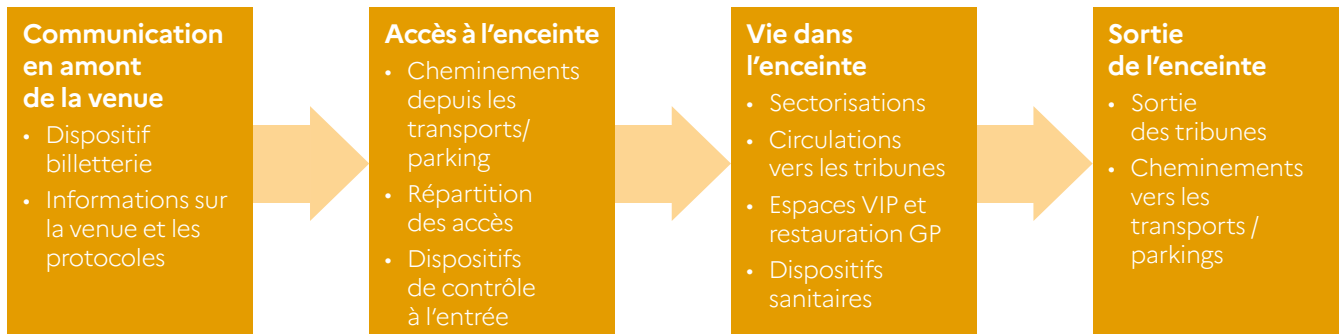 Communication
en amont
de la venue
• Dispositif
billetterie
• Informations sur
la venue et les
protocoles
Accès à l’enceinte
• Cheminements
depuis les
transports/
parking
• Répartition
des accès
• Dispositifs
de contrôle
à l’entrée
Vie dans
l’enceinte
• Sectorisations
• Circulations
vers les tribunes
• Espaces VIP et
restauration GP
• Dispositifs
sanitaires
Sortie
de l’enceinte
• Sortie
des tribunes
• Cheminements
vers les
transports /
parkings